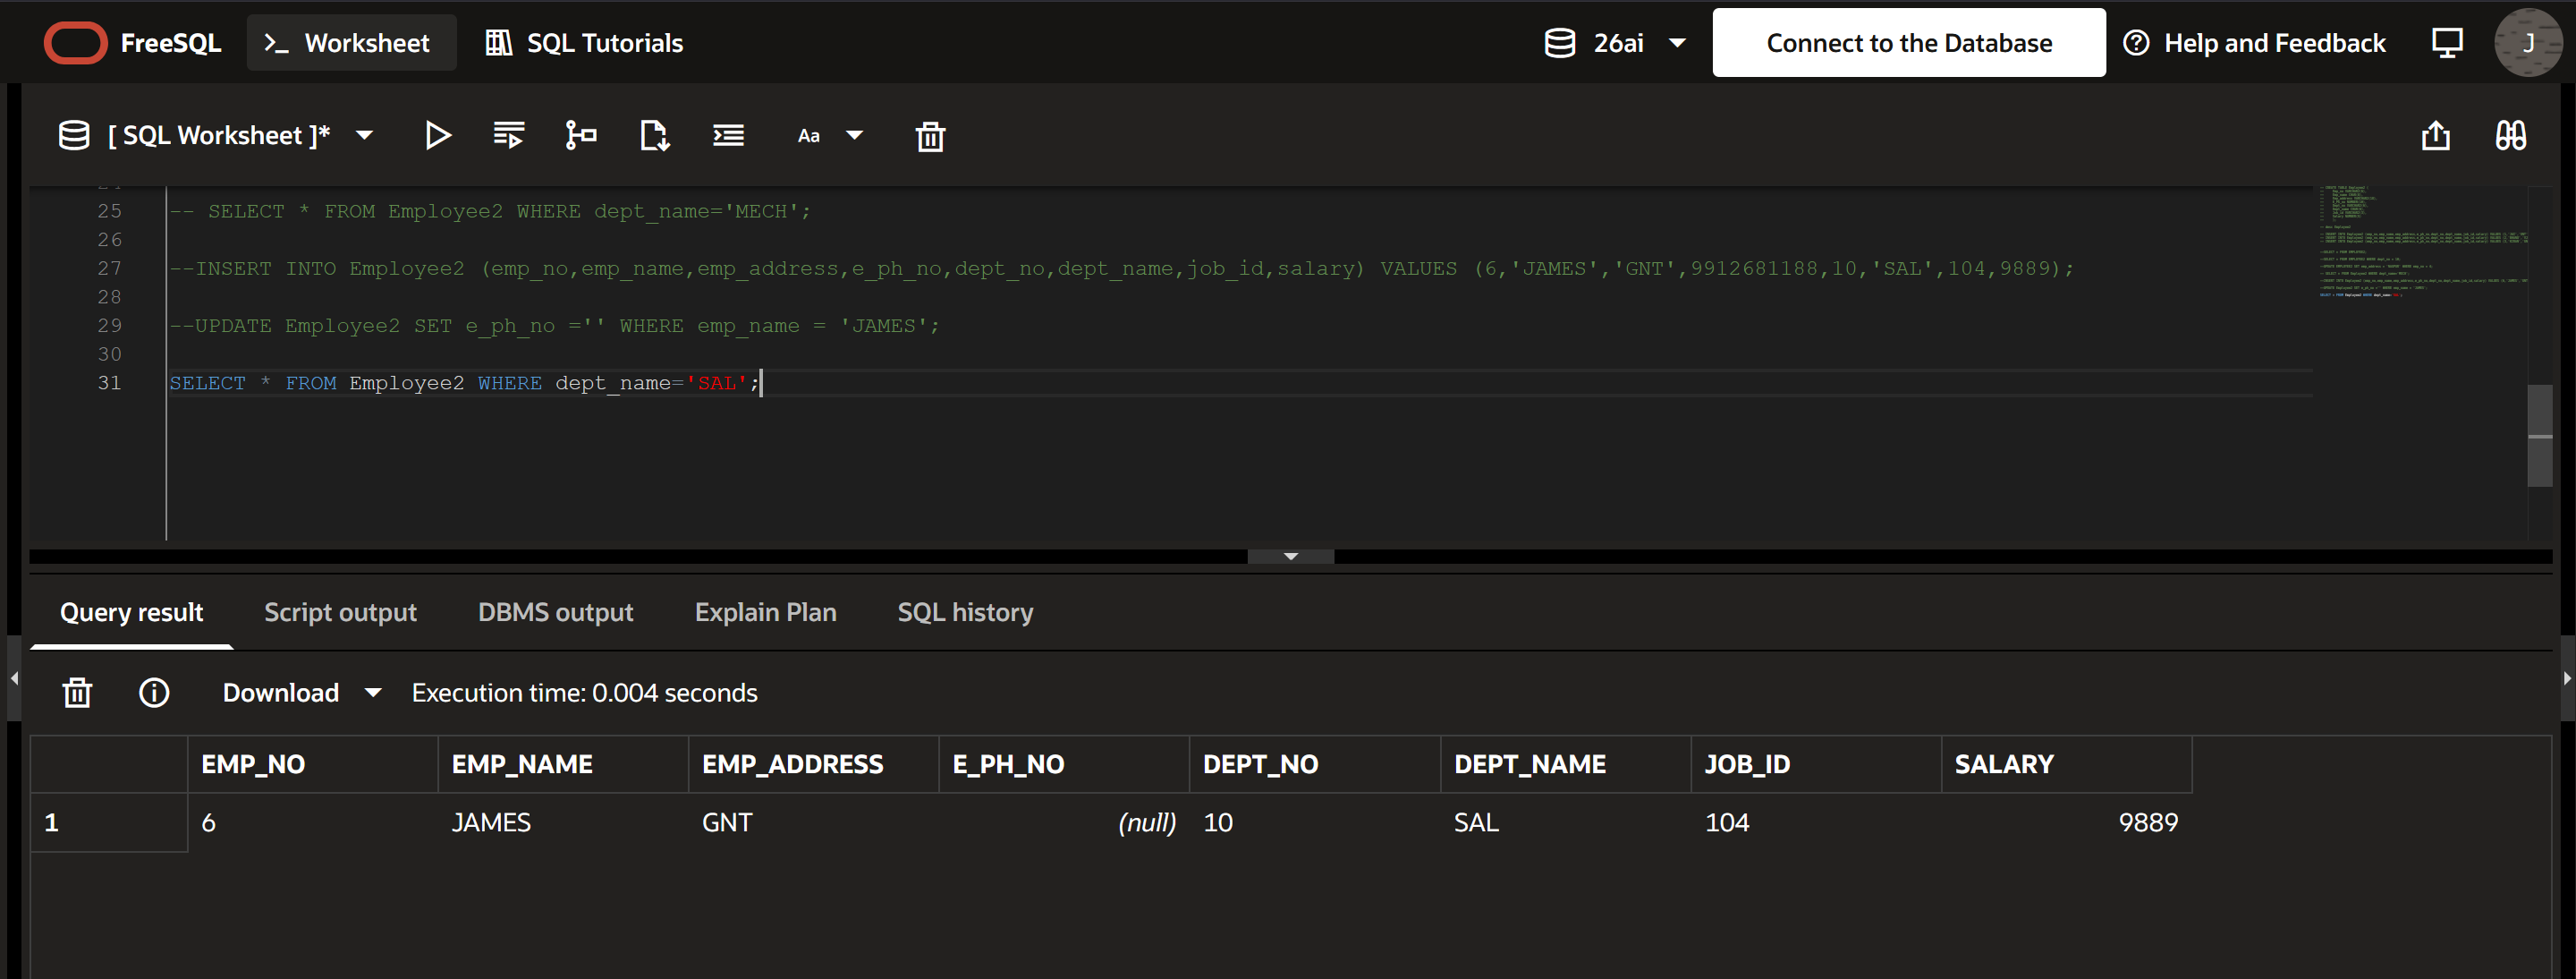 FreeSQL
Worksheet
SQL Tutorials
26ai
Connect to the Database
Help and Feedback
J
[ SQL Worksheet ]*
Aa
25 -- SELECT * FROM Employee2 WHERE dept_name='MECH';
26
27 --INSERT INTO Employee2 (emp_no,emp_name,emp_address,e_ph_no,dept_no,dept_name,job_id,salary) VALUES (6,'JAMES','GNT',9912681188,10,'SAL',104,9889);
28
29 --UPDATE Employee2 SET e_ph_no ='' WHERE emp_name = 'JAMES';
30
31 SELECT * FROM Employee2 WHERE dept_name='SAL';
Query result
Script output
DBMS output
Explain Plan
SQL history
Download
Execution time: 0.004 seconds
EMP_NO EMP_NAME EMP_ADDRESS E_PH_NO DEPT_NO DEPT_NAME JOB_ID SALARY
1 6 JAMES GNT (null) 10 SAL 104 9889